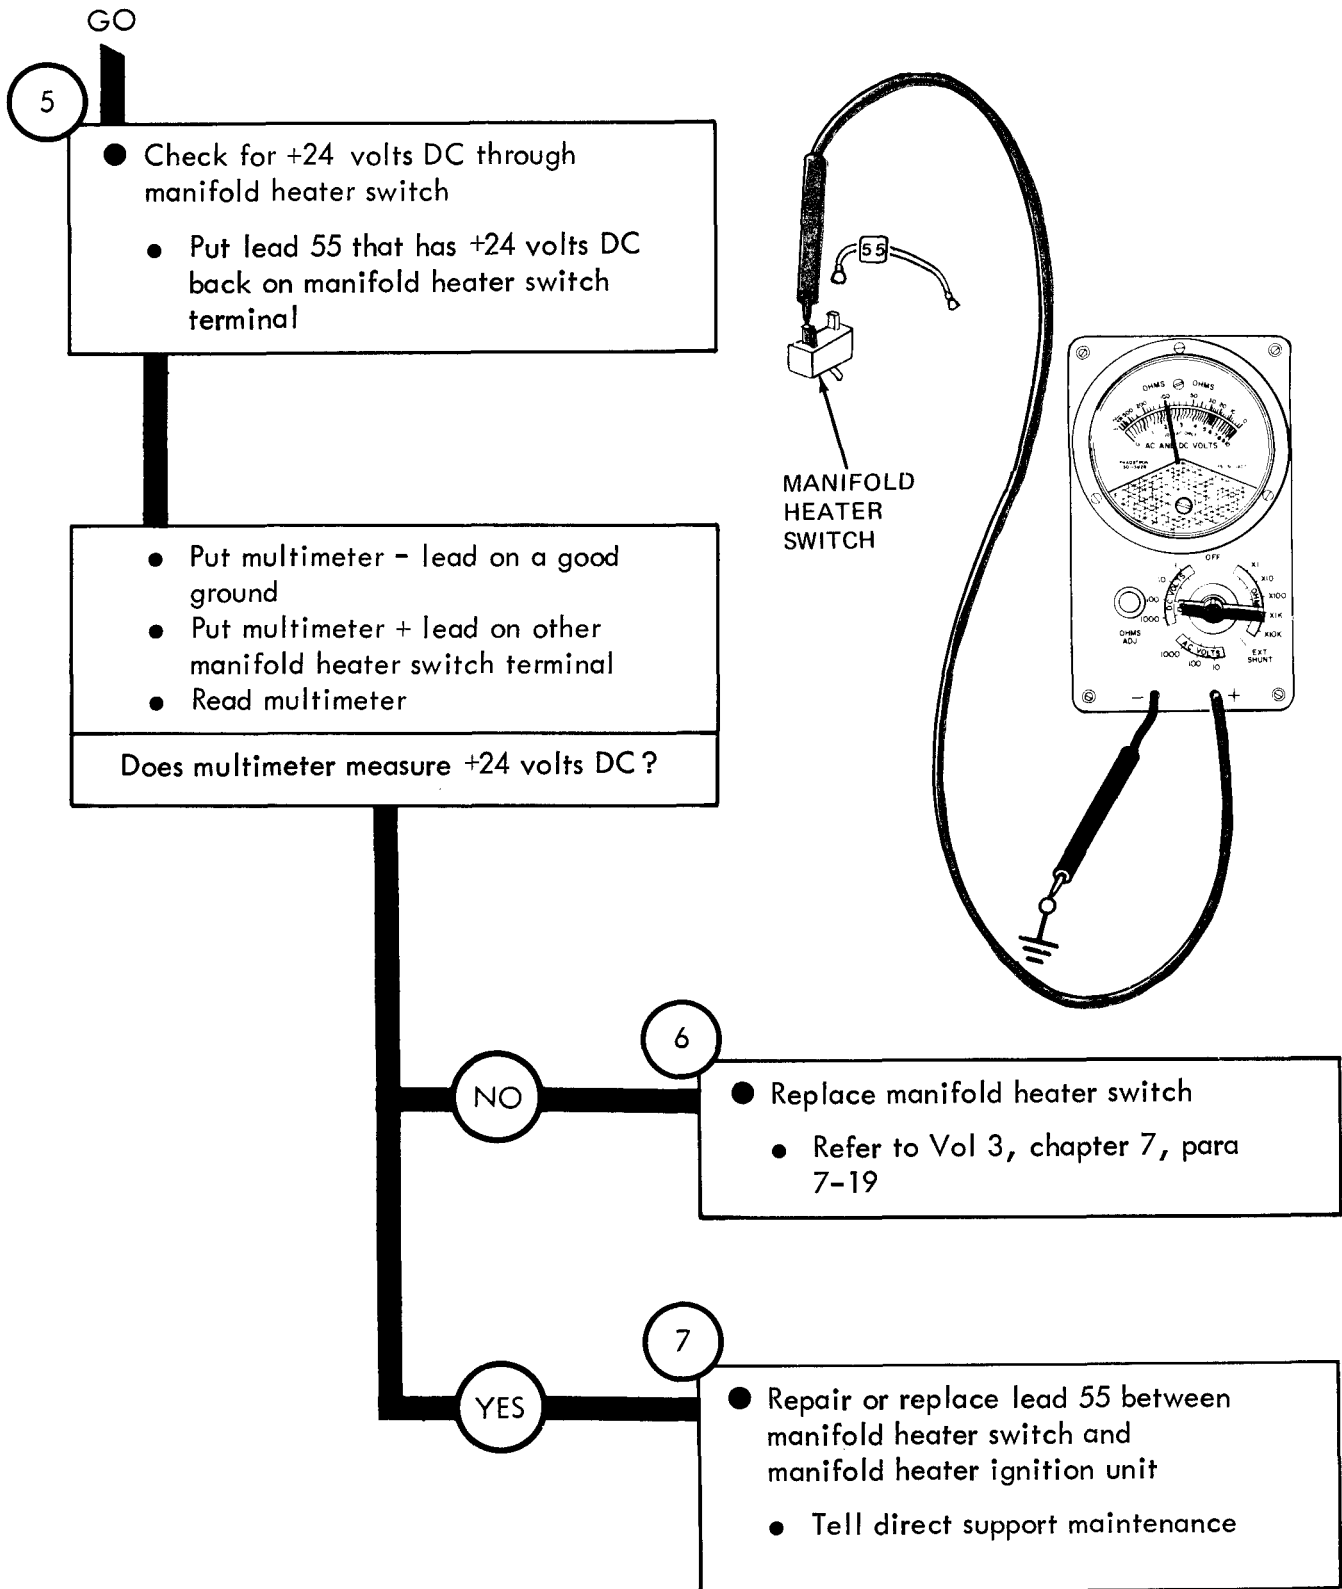 GO
5
● Check for +24 volts DC through
manifold heater switch
● Put lead 55 that has +24 volts DC
back on manifold heater switch
terminal
● Put multimeter - lead on a good
ground
● Put multimeter + lead on other
manifold heater switch terminal
● Read multimeter
Does multimeter measure +24 volts DC?
55
MANIFOLD
HEATER
SWITCH
OHMS OHMS
AC AND DC VOLTS
OFF
1
10
100
1000
DC VOLTS
X1
X10
X100
X1K
X10K
OHMS
ADJ
AC VOLTS
1000
100
10
EXT
SHUNT
- +
6
NO
● Replace manifold heater switch
● Refer to Vol 3, chapter 7, para
7-19
7
YES
● Repair or replace lead 55 between
manifold heater switch and
manifold heater ignition unit
● Tell direct support maintenance